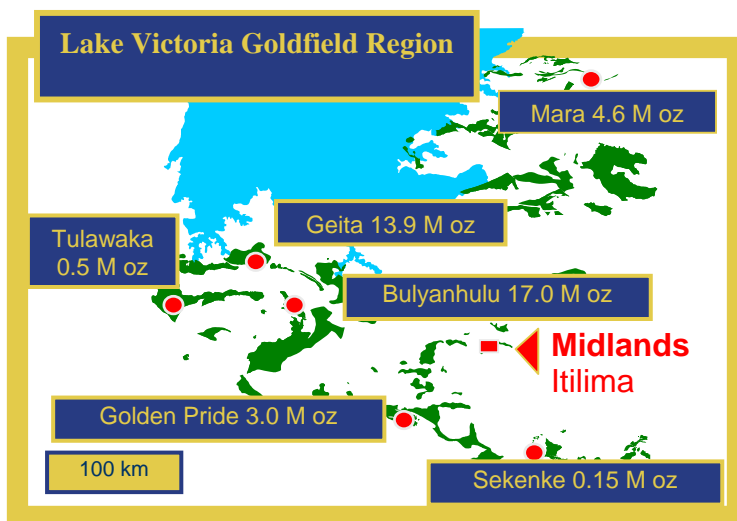 Lake Victoria Goldfield Region
Mara 4.6 M oz
Geita 13.9 M oz
Tulawaka
0.5 M oz
Bulyanhulu 17.0 M oz
Midlands
Itilima
Golden Pride 3.0 M oz
100 km
Sekenke 0.15 M oz